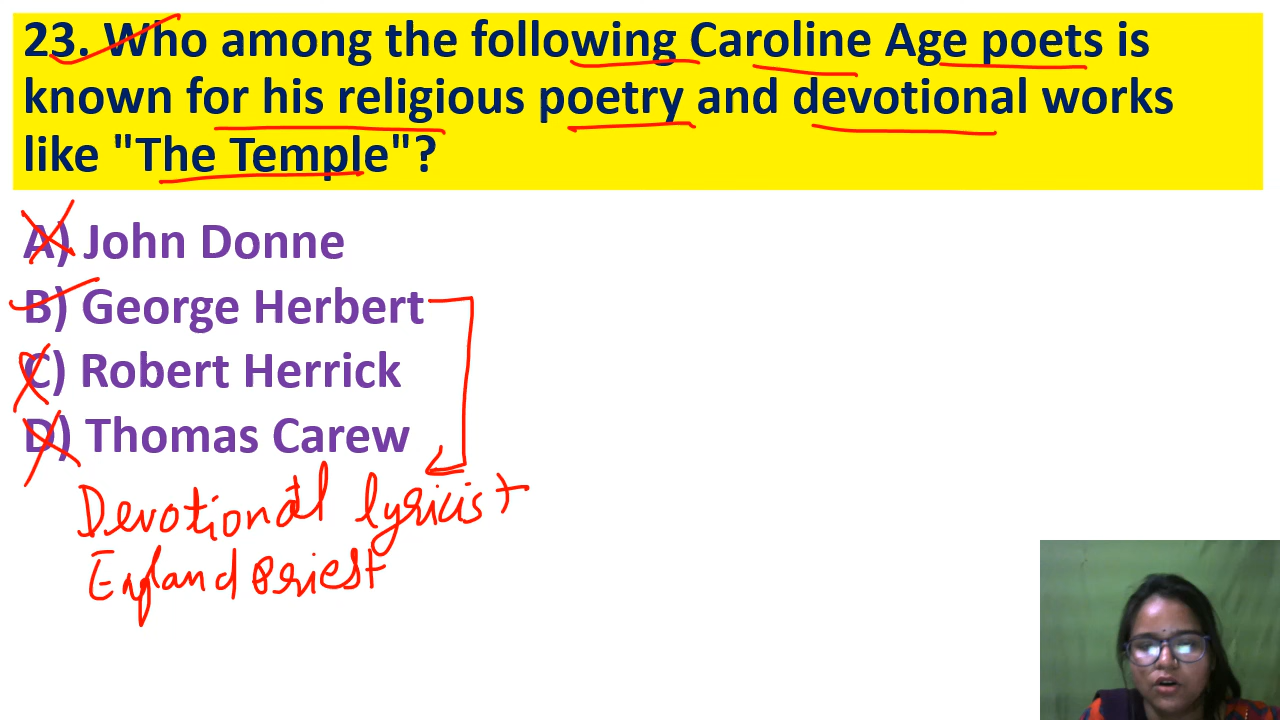 23. Who among the following Caroline Age poets is
known for his religious poetry and devotional works
like "The Temple"?
A) John Donne
B) George Herbert
C) Robert Herrick
D) Thomas Carew
Devotional lyricist
England Priest